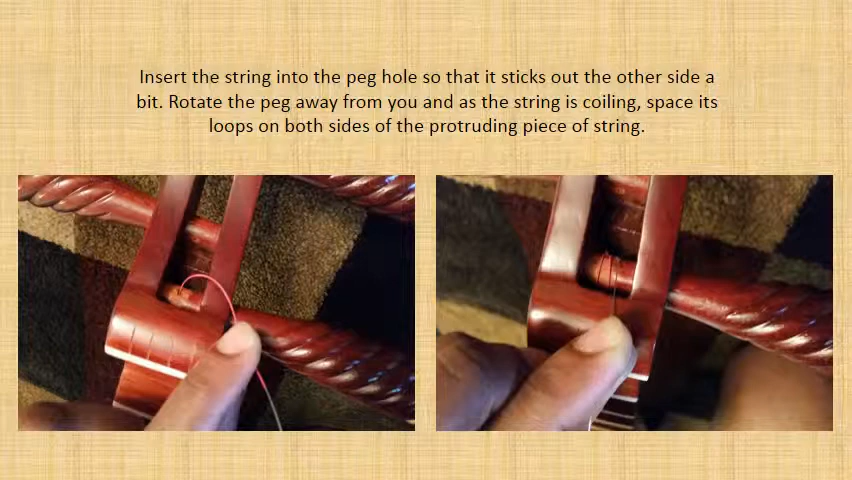 Insert the string into the peg hole so that it sticks out the other side a
bit. Rotate the peg away from you and as the string is coiling, space its
loops on both sides of the protruding piece of string.